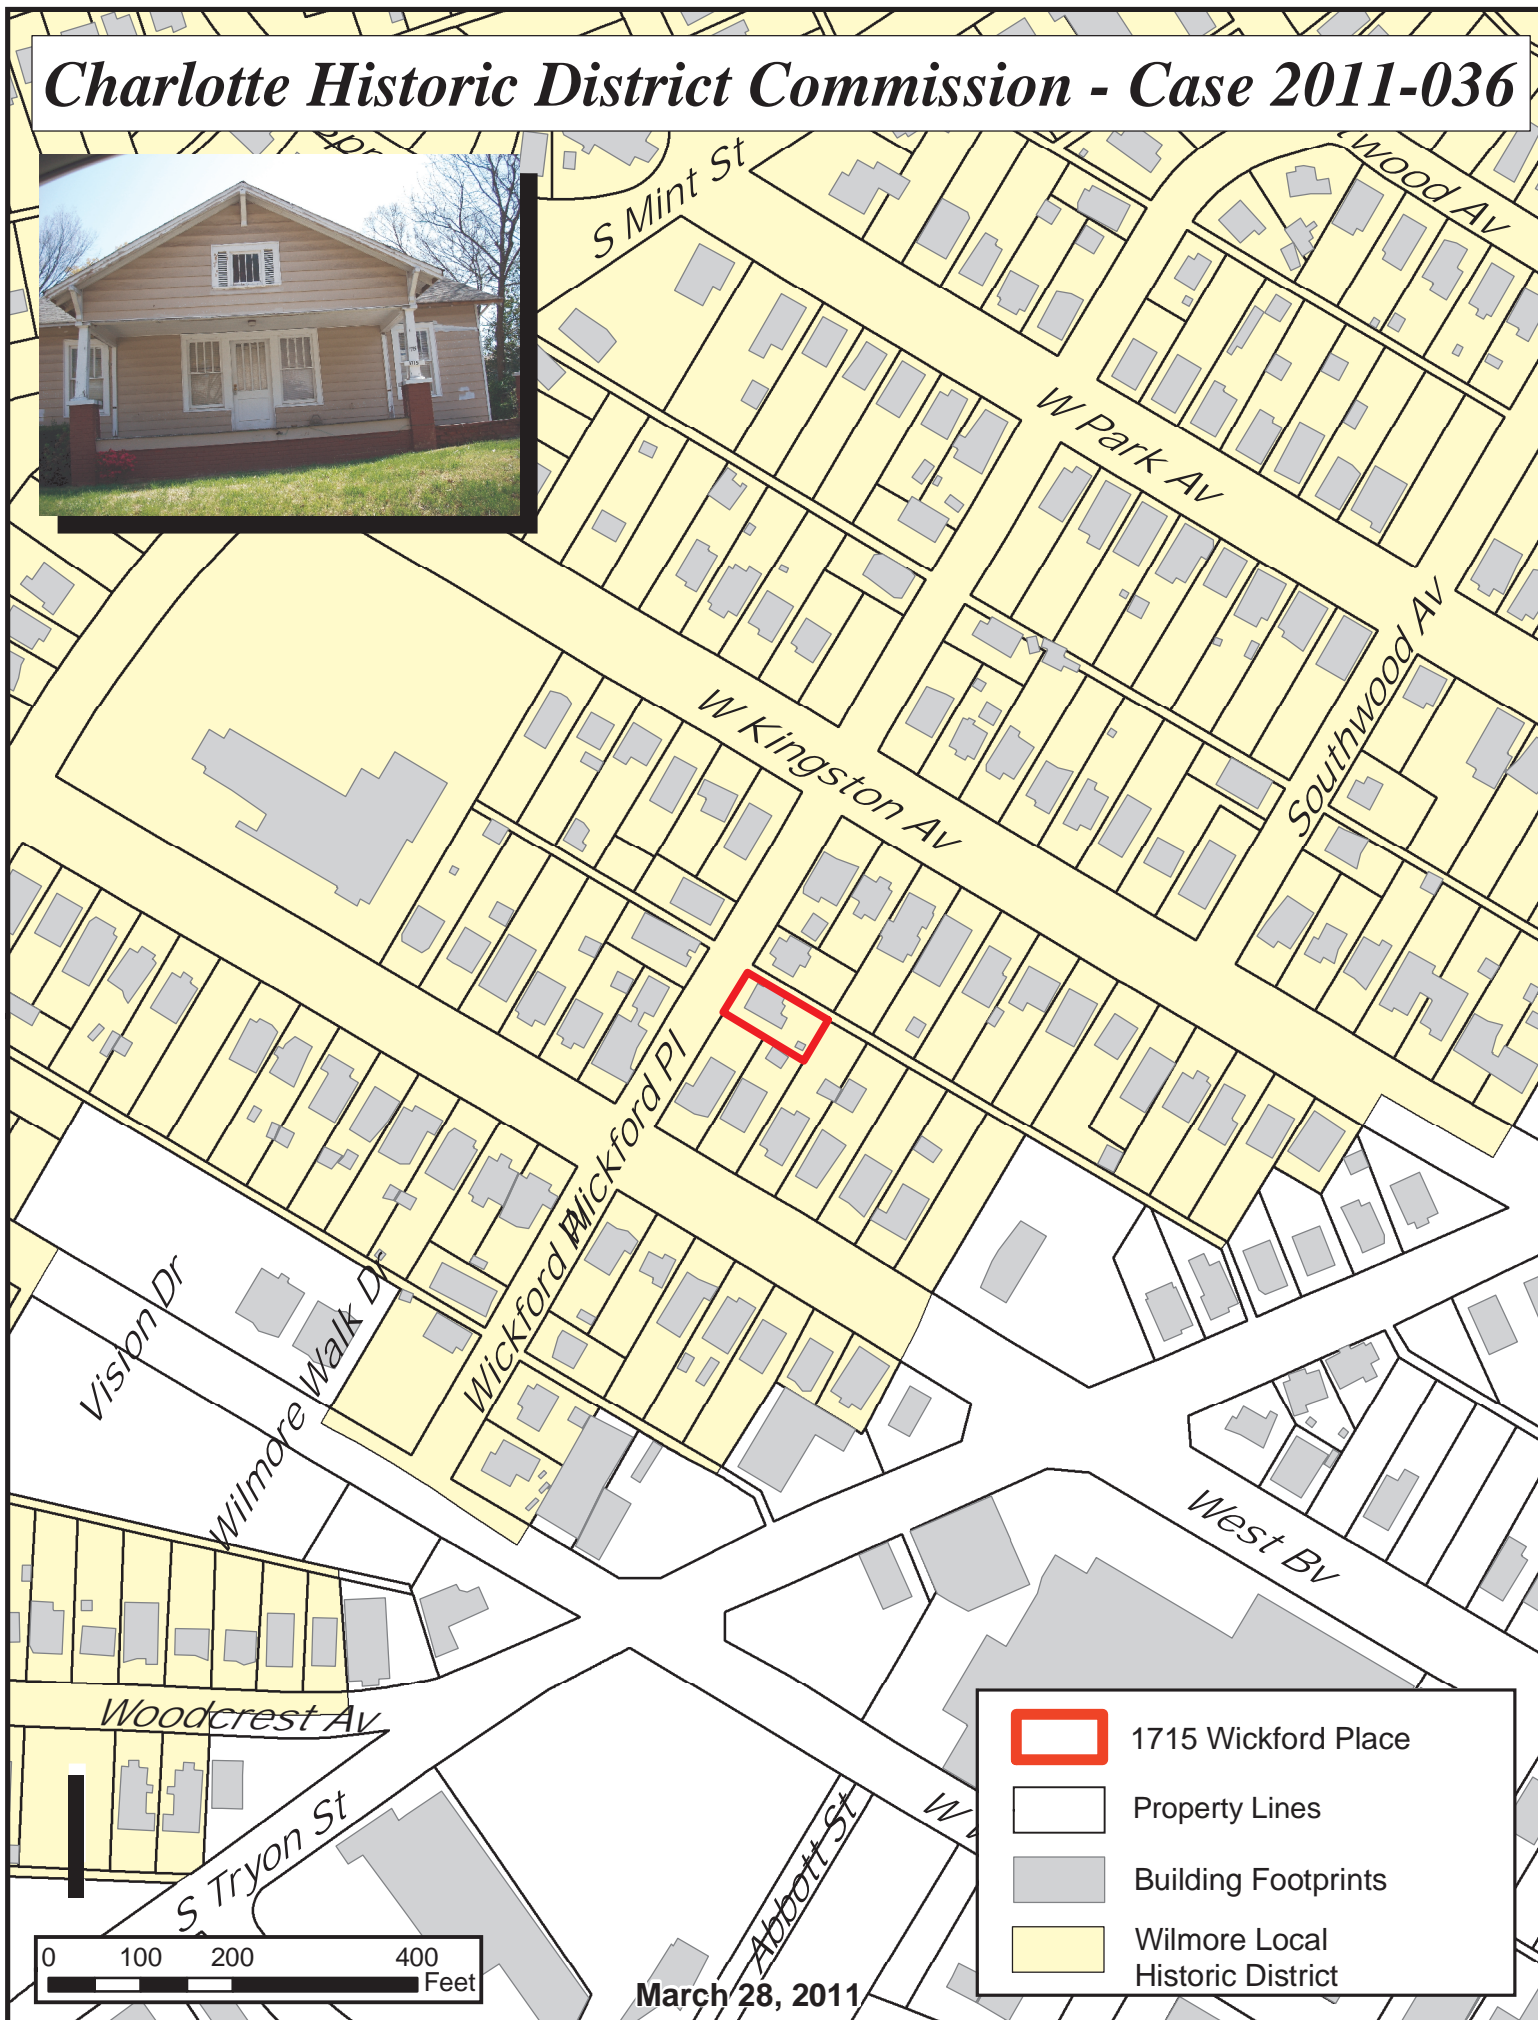 Charlotte Historic District Commission - Case 2011-036
S Mint St
wood Av
W Park Av
Southwood Av
W Kingston Av
Wickford Pl
Wickford Pl
Vision Dr
Wilmore Walk Dr
West Bv
Woodcrest Av
S Tryon St
Abbott St
W
1715 Wickford Place
Property Lines
Building Footprints
Wilmore Local
Historic District
0 100 200 400
Feet
March 28, 2011